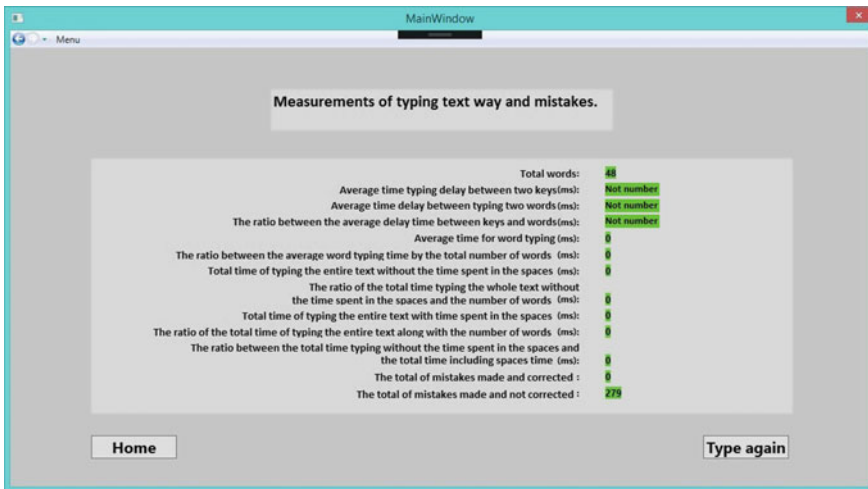 MainWindow
Menu
Measurements of typing text way and mistakes.
Total words: 48
Average time typing delay between two keys(ms): Not number
Average time delay between typing two words(ms): Not number
The ratio between the average delay time between keys and words(ms): Not number
Average time for word typing (ms): 0
The ratio between the average word typing time by the total number of words (ms): 0
Total time of typing the entire text without the time spent in the spaces (ms): 0
The ratio of the total time typing the whole text without
the time spent in the spaces and the number of words (ms): 0
Total time of typing the entire text with time spent in the spaces (ms): 0
The ratio of the total time of typing the entire text along with the number of words (ms): 0
The ratio between the total time typing without the time spent in the spaces and
the total time including spaces time (ms): 0
The total of mistakes made and corrected : 0
The total of mistakes made and not corrected : 279
Home
Type again